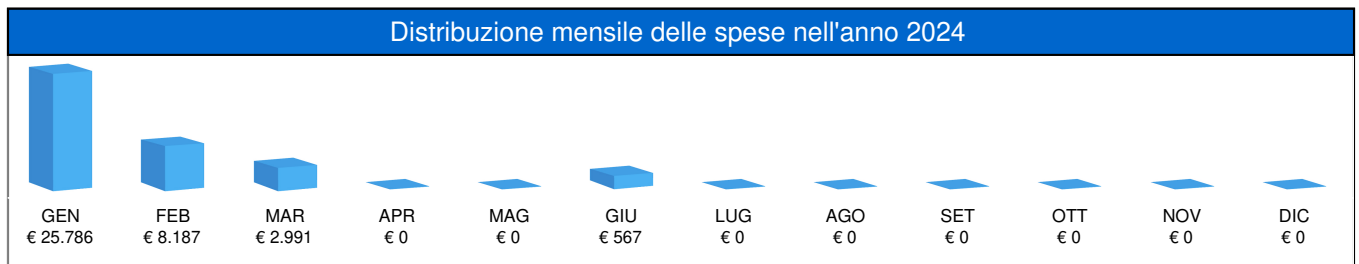 Distribuzione mensile delle spese nell'anno 2024
GEN FEB MAR APR MAG GIU LUG AGO SET OTT NOV DIC
€ 25.786 € 8.187 € 2.991 € 0 € 0 € 567 € 0 € 0 € 0 € 0 € 0 € 0